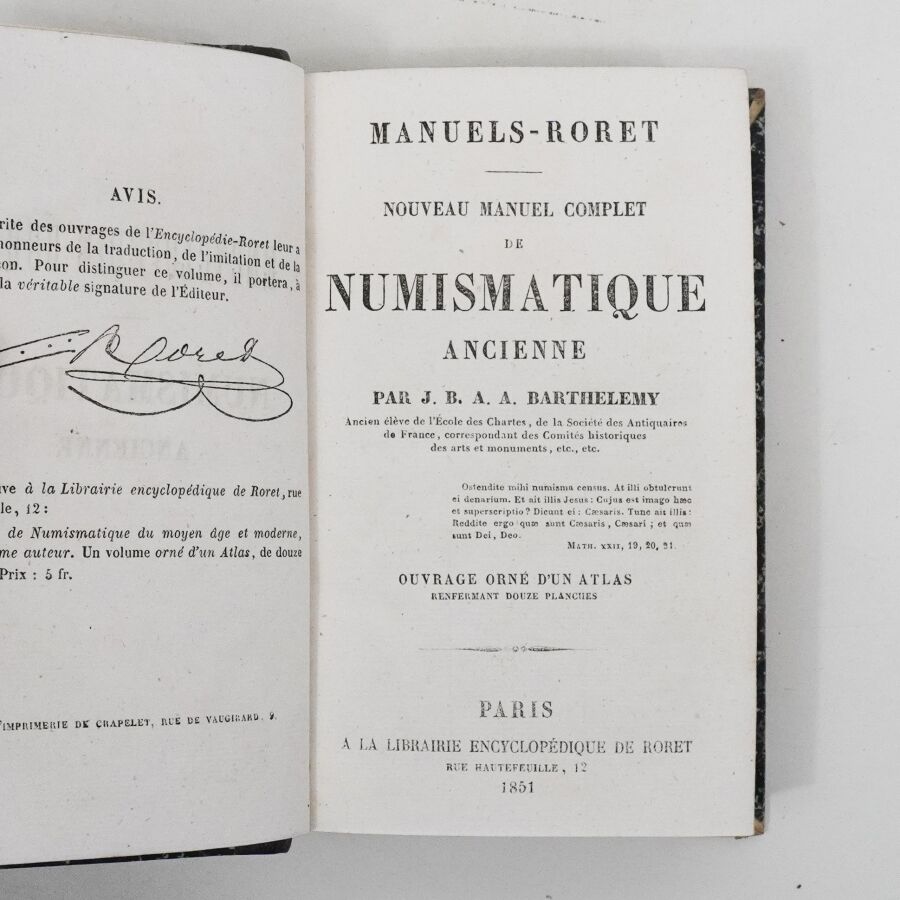 AVIS.
rite des ouvrages de l'Encyclopédie-Roret leur a
honneurs de la traduction, de l'imitation et de la
on. Pour distinguer ce volume, il portera, à
la véritable signature de l'Éditeur.
Roret
ve à la Librairie encyclopédique de Roret, rue
le, 12 :
de Numismatique du moyen âge et moderne,
me auteur. Un volume orné d'un Atlas, de douze
Prix : 5 fr.
IMPRIMERIE DE CRAPELET, RUE DE VAUGIRARD, 9.
MANUELS-RORET
NOUVEAU MANUEL COMPLET
DE
NUMISMATIQUE
ANCIENNE
PAR J. B. A. A. BARTHELEMY
Ancien élève de l'École des Chartes, de la Société des Antiquaires
de France, correspondant des Comités historiques
des arts et monuments, etc., etc.
Ostendite mihi numisma census. At illi obtulerunt
ei denarium. Et ait illis Jesus : Cujus est imago hæc
et superscriptio? Dicunt ei : Cæsaris. Tunc ait illis :
Reddite ergo quæ sunt Cæsaris, Cæsari ; et quæ
sunt Dei, Deo.
MATH. XXII, 19, 20, 21.
OUVRAGE ORNÉ D'UN ATLAS
RENFERMANT DOUZE PLANCHES
PARIS
A LA LIBRAIRIE ENCYCLOPÉDIQUE DE RORET
RUE HAUTEFEUILLE, 12
1851